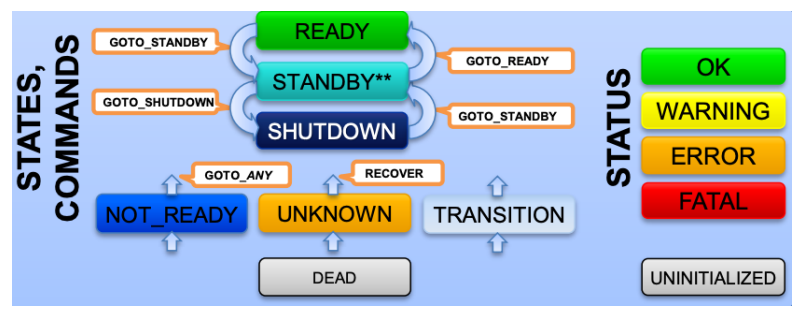 STATES,
COMMANDS
READY
GOTO_STANDBY
GOTO_READY
STANDBY**
GOTO_SHUTDOWN
GOTO_STANDBY
SHUTDOWN
GOTO_ANY
RECOVER
NOT_READY
UNKNOWN
TRANSITION
DEAD
STATUS
OK
WARNING
ERROR
FATAL
UNINITIALIZED